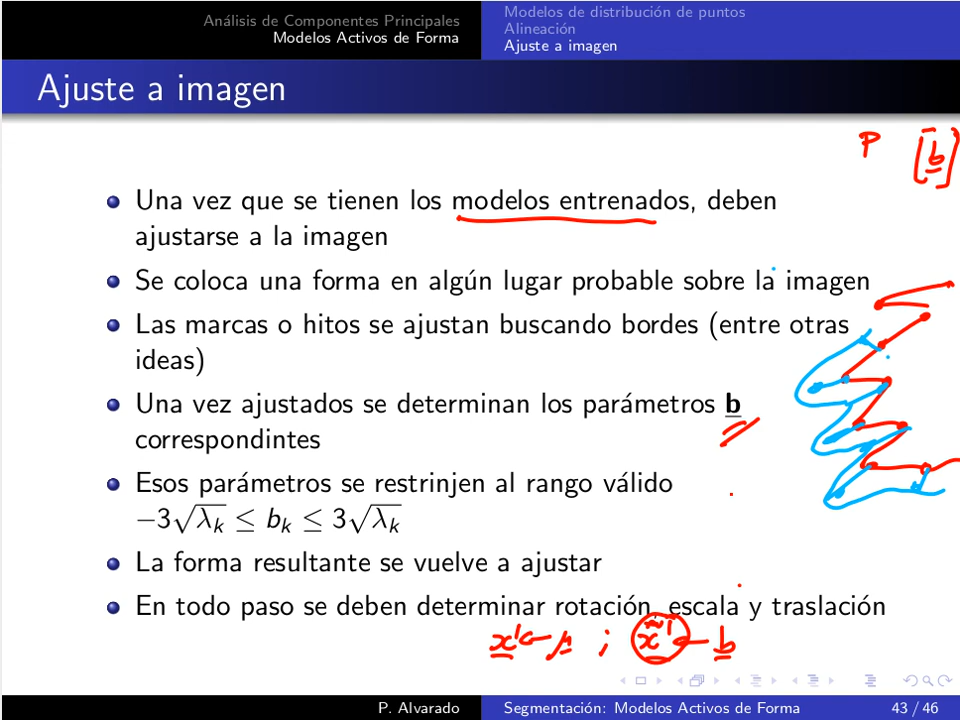 Análisis de Componentes Principales
Modelos Activos de Forma
Modelos de distribución de puntos
Alineación
Ajuste a imagen
Ajuste a imagen
P [b]
Una vez que se tienen los modelos entrenados, deben
ajustarse a la imagen
Se coloca una forma en algún lugar probable sobre la imagen
Las marcas o hitos se ajustan buscando bordes (entre otras
ideas)
Una vez ajustados se determinan los parámetros b
correspondintes
Esos parámetros se restrinjen al rango válido
−3√λk ≤ bk ≤ 3√λk
La forma resultante se vuelve a ajustar
En todo paso se deben determinar rotación, escala y traslación
P. Alvarado
Segmentación: Modelos Activos de Forma
43 / 46